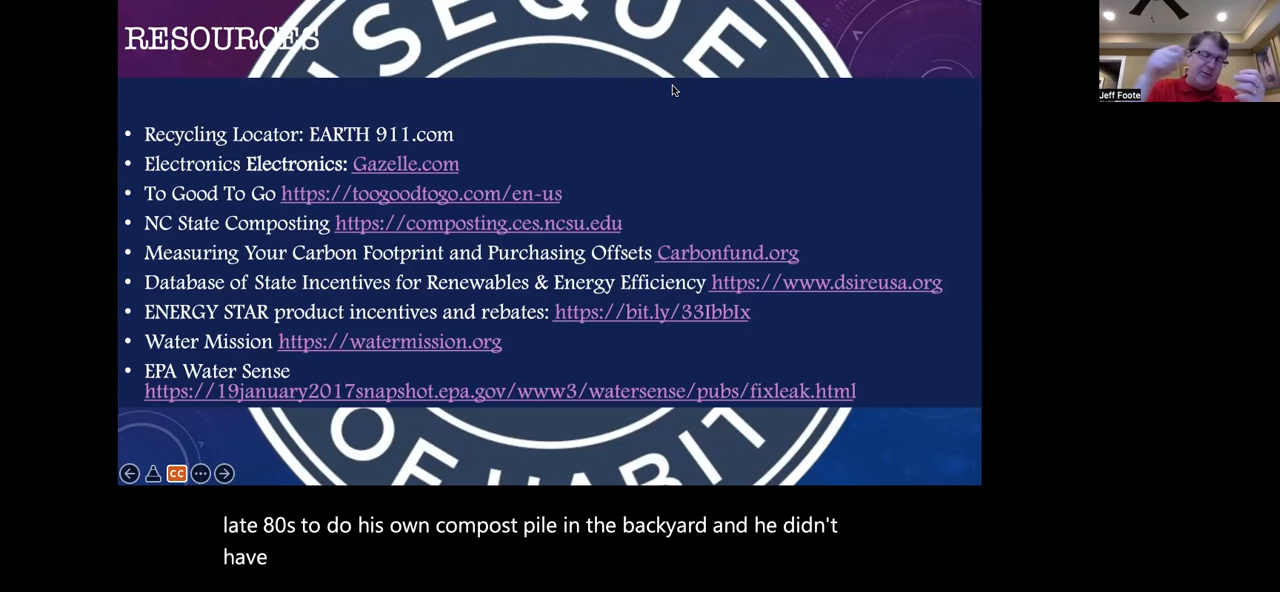 RESOURCES
SEQUE
Jeff Foote
• Recycling Locator: EARTH 911.com
• Electronics Electronics: Gazelle.com
• To Good To Go https://toogoodtogo.com/en-us
• NC State Composting https://composting.ces.ncsu.edu
• Measuring Your Carbon Footprint and Purchasing Offsets Carbonfund.org
• Database of State Incentives for Renewables & Energy Efficiency https://www.dsireusa.org
• ENERGY STAR product incentives and rebates: https://bit.ly/33IbbIx
• Water Mission https://watermission.org
• EPA Water Sense
https://19january2017snapshot.epa.gov/www3/watersense/pubs/fixleak.html
OF HABIT
CC
late 80s to do his own compost pile in the backyard and he didn't
have